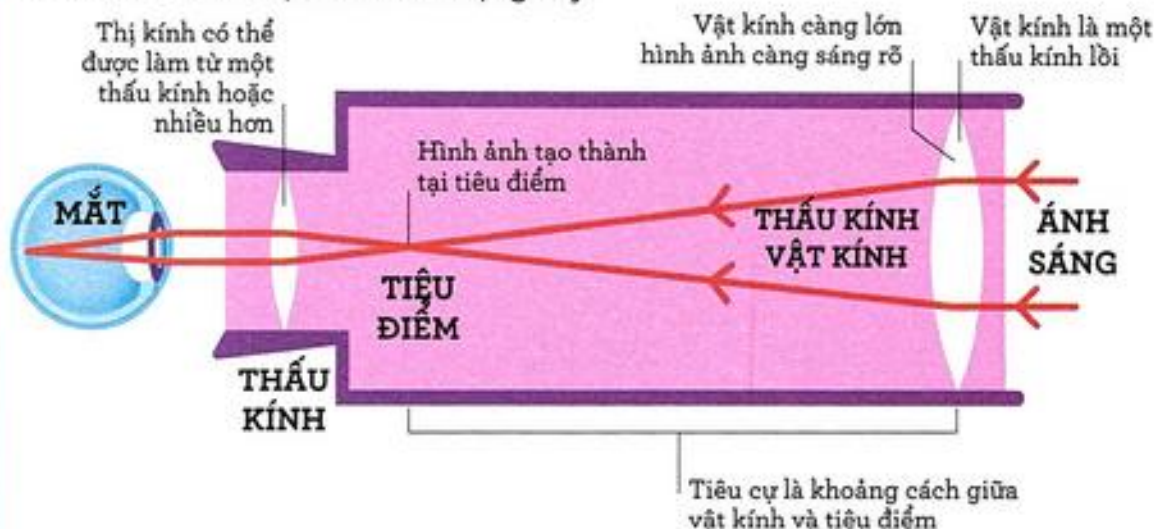 Thị kính có thể
được làm từ một
thấu kính hoặc
nhiều hơn
Vật kính càng lớn
hình ảnh càng sáng rõ
Vật kính là một
thấu kính lồi
Hình ảnh tạo thành
tại tiêu điểm
MẮT
THẤU KÍNH
VẬT KÍNH
ÁNH
SÁNG
TIÊU
ĐIỂM
THẤU
KÍNH
Tiêu cự là khoảng cách giữa
vật kính và tiêu điểm